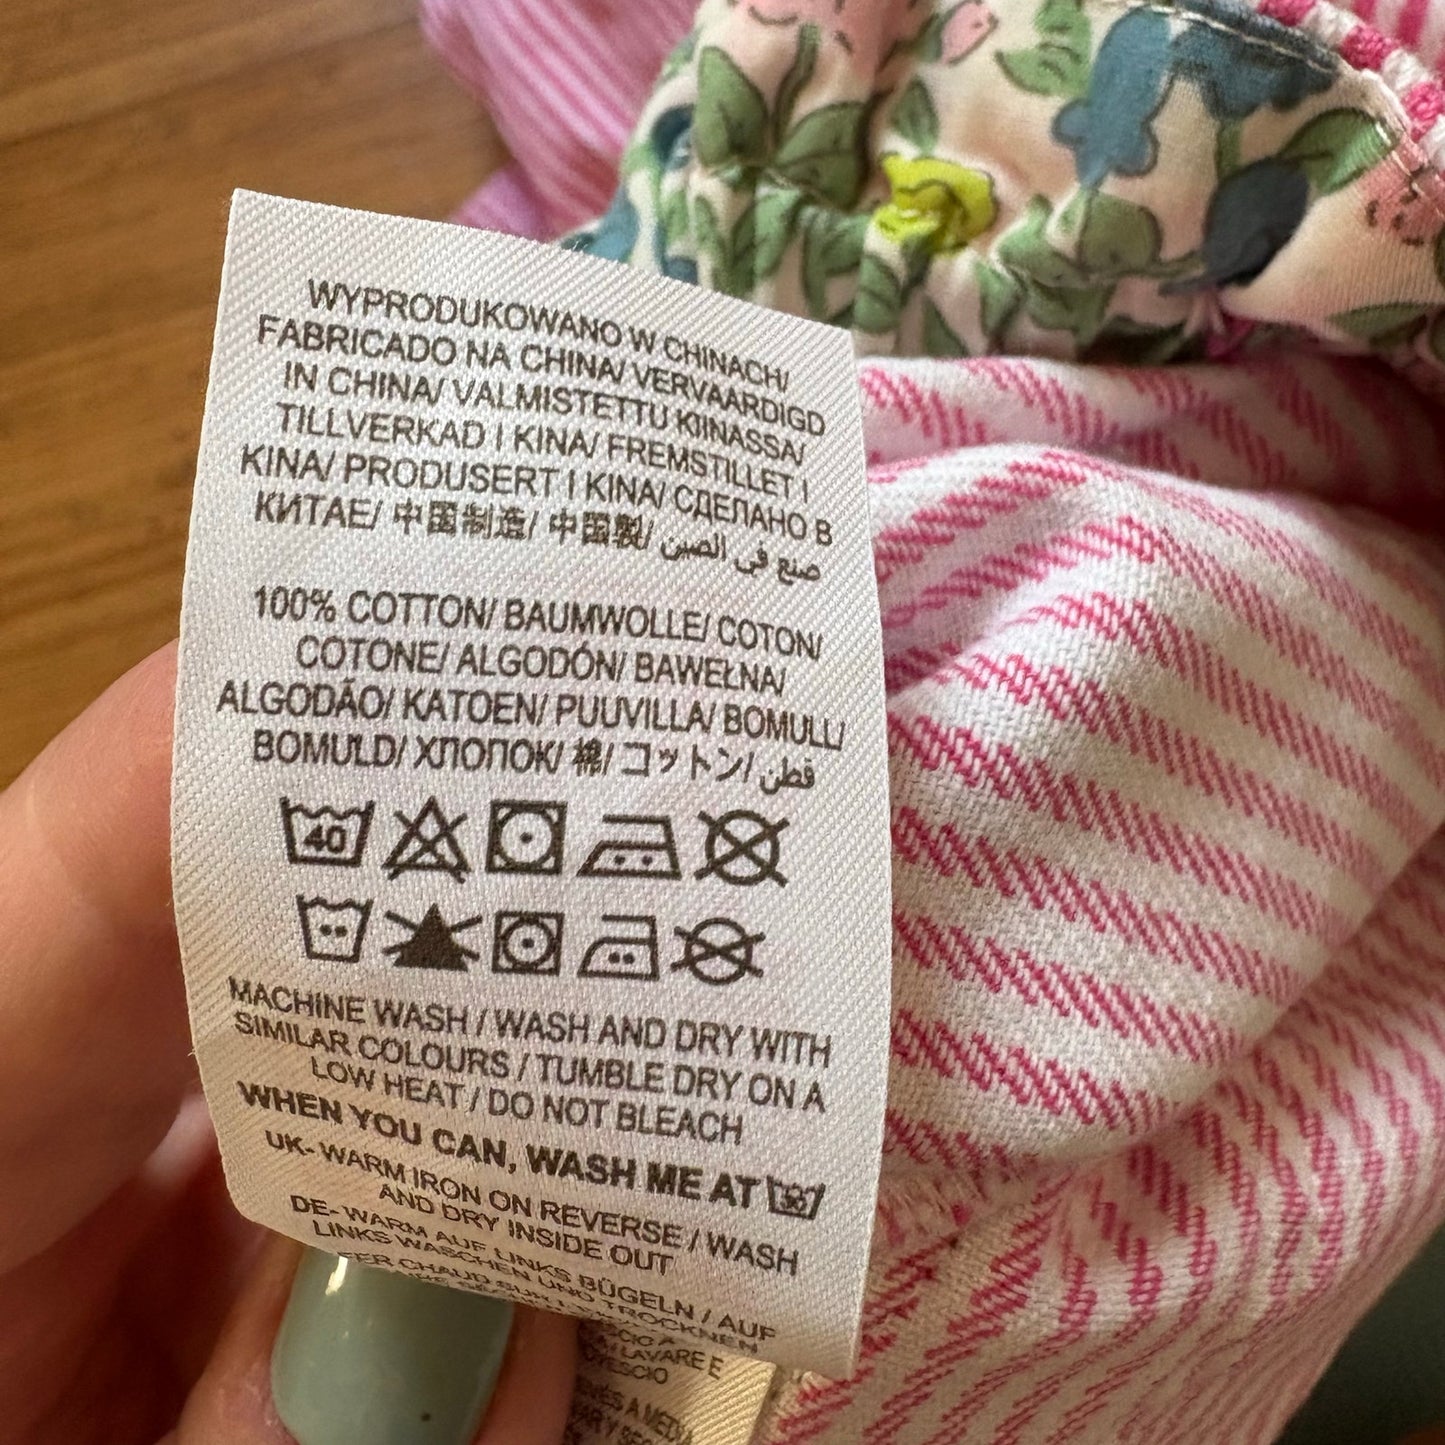 WYPRODUKOWANO W CHINACH/
FABRICADO NA CHINA/ VERVAARDIGD
IN CHINA/ VALMISTETTU KIINASSA/
TILLVERKAD I KINA/ FREMSTILLET I
KINA/ PRODUSERT I KINA/ СДЕЛАНО В
КИТАЕ/ 中国制造/ 中国製/ صنع في الصين
100% COTTON/ BAUMWOLLE/ COTON/
COTONE/ ALGODÓN/ BAWEŁNA/
ALGODÃO/ KATOEN/ PUUVILLA/ BOMULL/
BOMULD/ ХЛОПОК/ 棉/ コットン/ قطن
40
MACHINE WASH / WASH AND DRY WITH
SIMILAR COLOURS / TUMBLE DRY ON A
LOW HEAT / DO NOT BLEACH
WHEN YOU CAN, WASH ME AT 30
UK- WARM IRON ON REVERSE / WASH
AND DRY INSIDE OUT
DE- WARM AUF LINKS BÜGELN / AUF
LINKS WASCHEN UND TROCKNEN
CHAUD SUR
LAVARE E